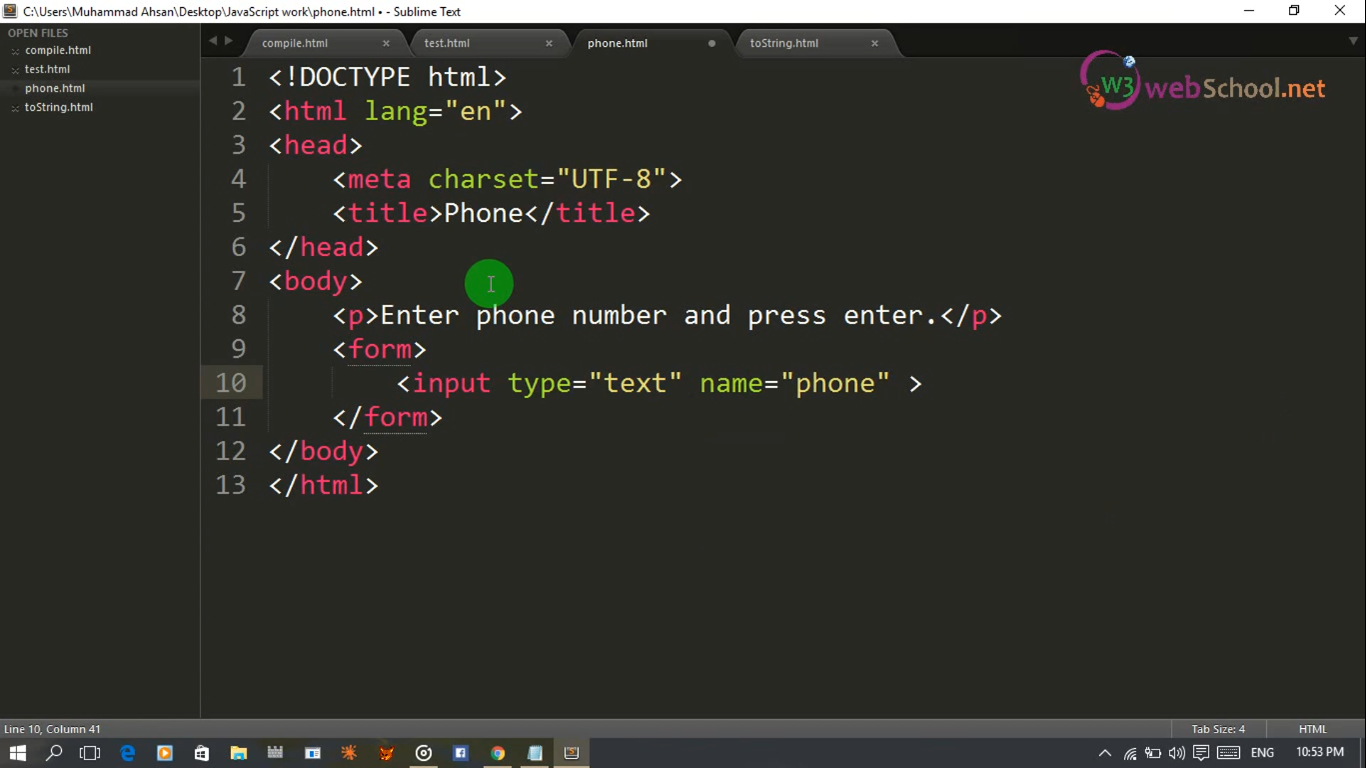 C:\Users\Muhammad Ahsan\Desktop\JavaScript work\phone.html • - Sublime Text
OPEN FILES
compile.html
test.html
phone.html
toString.html
compile.html × test.html × phone.html • toString.html ×
W3 webSchool.net
1 <!DOCTYPE html>
2 <html lang="en">
3 <head>
4     <meta charset="UTF-8">
5     <title>Phone</title>
6 </head>
7 <body>
8     <p>Enter phone number and press enter.</p>
9     <form>
10         <input type="text" name="phone" >
11     </form>
12 </body>
13 </html>
Line 10, Column 41 Tab Size: 4 HTML
ENG 10:53 PM